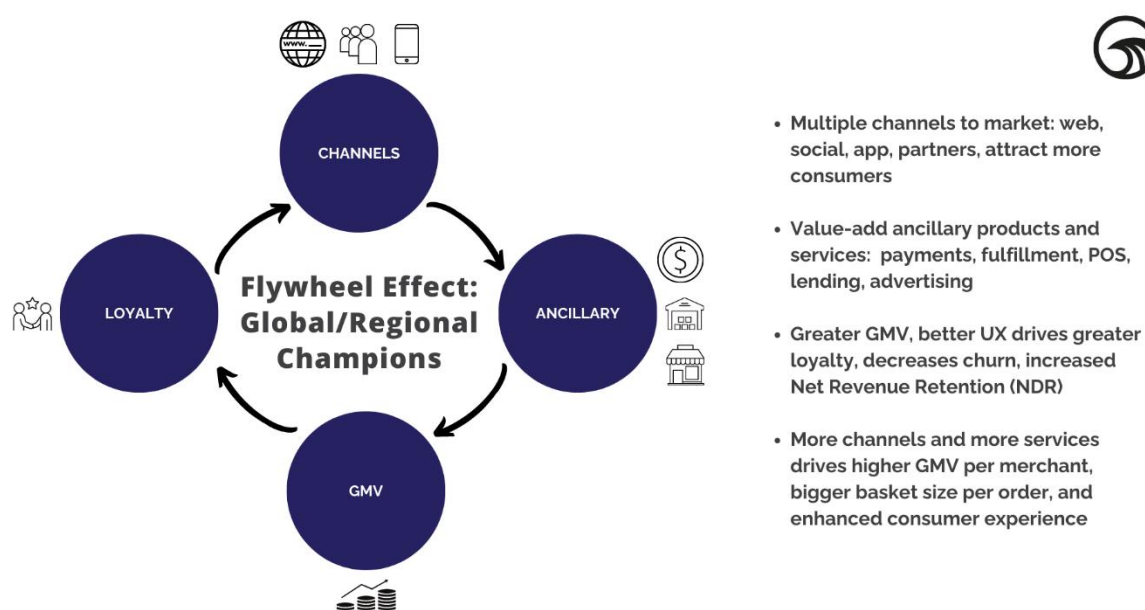 www.
CHANNELS
ANCILLARY
GMV
LOYALTY
Flywheel Effect:
Global/Regional
Champions
• Multiple channels to market: web,
social, app, partners, attract more
consumers
• Value-add ancillary products and
services:  payments, fulfillment, POS,
lending, advertising
• Greater GMV, better UX drives greater
loyalty, decreases churn, increased
Net Revenue Retention (NDR)
• More channels and more services
drives higher GMV per merchant,
bigger basket size per order, and
enhanced consumer experience